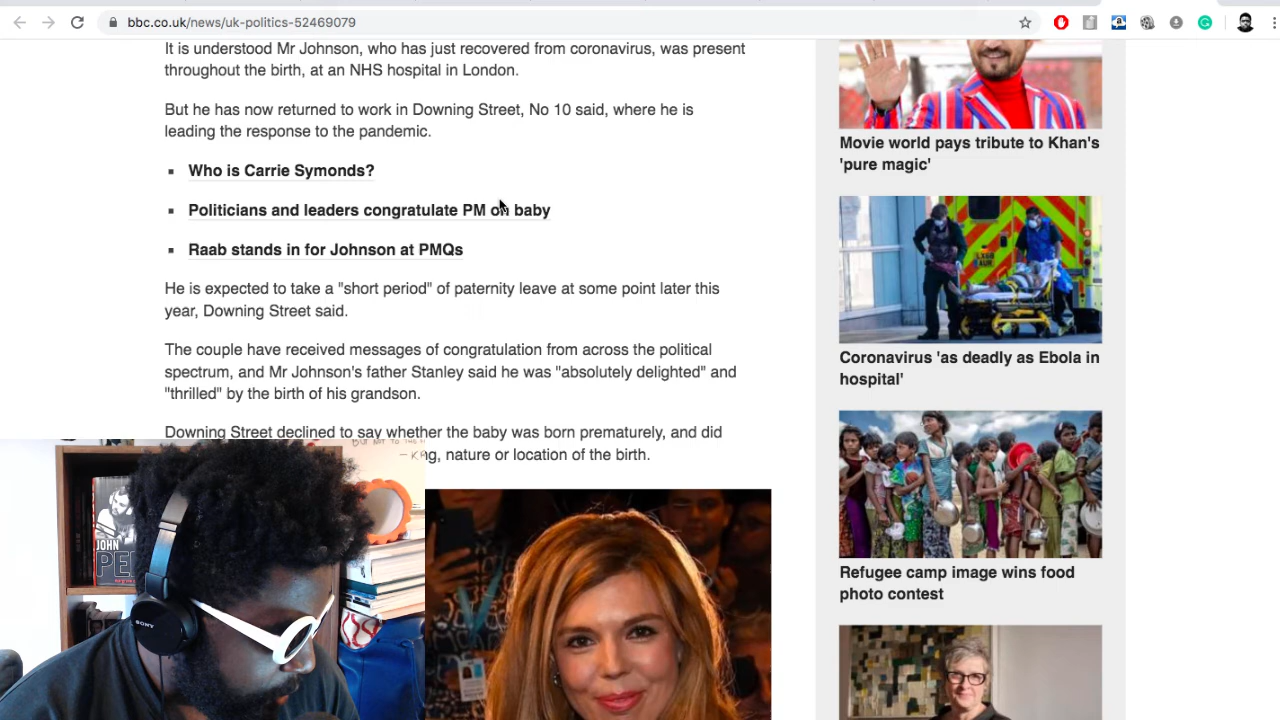 bbc.co.uk/news/uk-politics-52469079
It is understood Mr Johnson, who has just recovered from coronavirus, was present
throughout the birth, at an NHS hospital in London.
But he has now returned to work in Downing Street, No 10 said, where he is
leading the response to the pandemic.
Who is Carrie Symonds?
Politicians and leaders congratulate PM on baby
Raab stands in for Johnson at PMQs
He is expected to take a "short period" of paternity leave at some point later this
year, Downing Street said.
The couple have received messages of congratulation from across the political
spectrum, and Mr Johnson's father Stanley said he was "absolutely delighted" and
"thrilled" by the birth of his grandson.
Downing Street declined to say whether the baby was born prematurely, and did
nature or location of the birth.
Movie world pays tribute to Khan's
'pure magic'
Coronavirus 'as deadly as Ebola in
hospital'
Refugee camp image wins food
photo contest
BUT NOT TO
JOHN
SONY